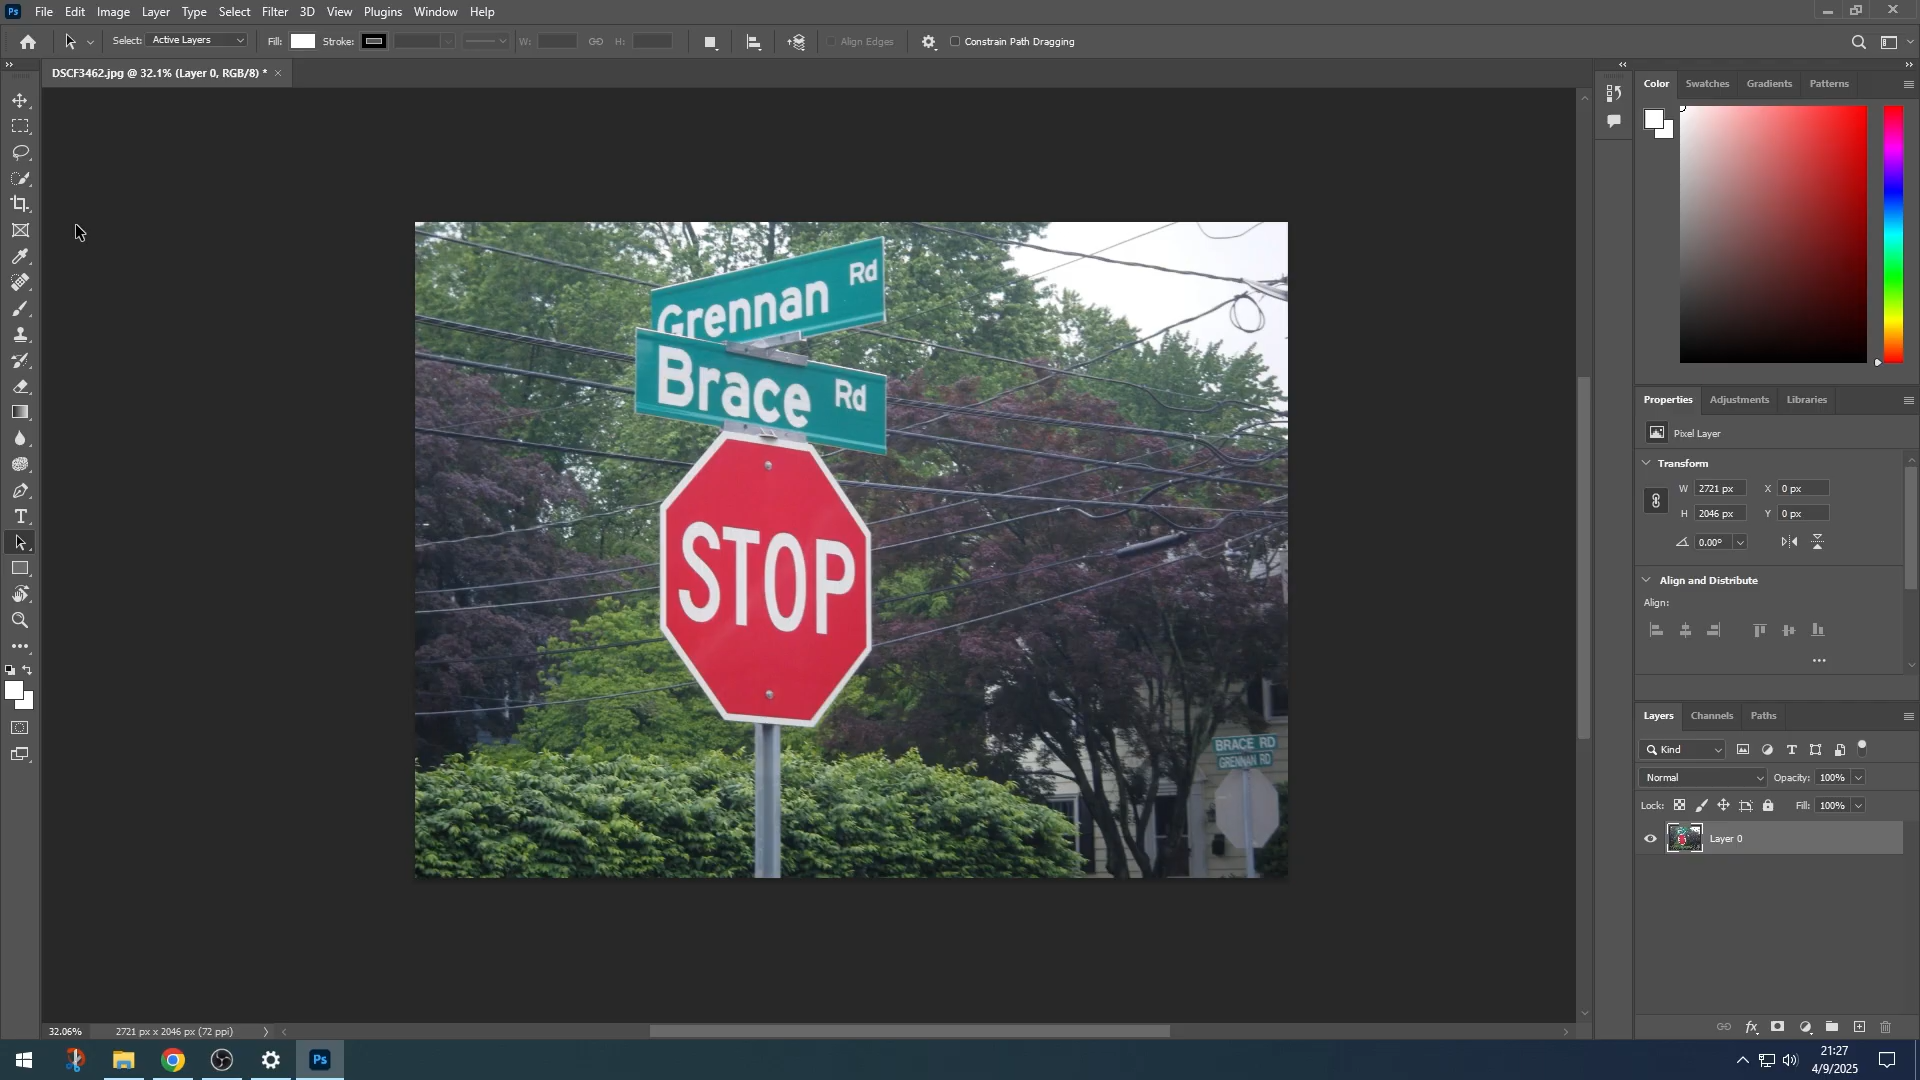 Ps File Edit Image Layer Type Select Filter 3D View Plugins Window Help
Select: Active Layers Fill: Stroke: W: H: Align Edges Constrain Path Dragging
DSCF3462.jpg @ 32.1% (Layer 0, RGB/8) * ×
Color Swatches Gradients Patterns
Grennan Rd
Brace Rd
STOP
BRACE RD
GRENNAN RD
Properties Adjustments Libraries
Pixel Layer
Transform
W 2721 px X 0 px
H 2046 px Y 0 px
0.00°
Align and Distribute
Align:
Layers Channels Paths
Kind
Normal Opacity: 100%
Lock: Fill: 100%
Layer 0
fx
32.06% 2721 px x 2046 px (72 ppi)
Ps
21:27
4/9/2025